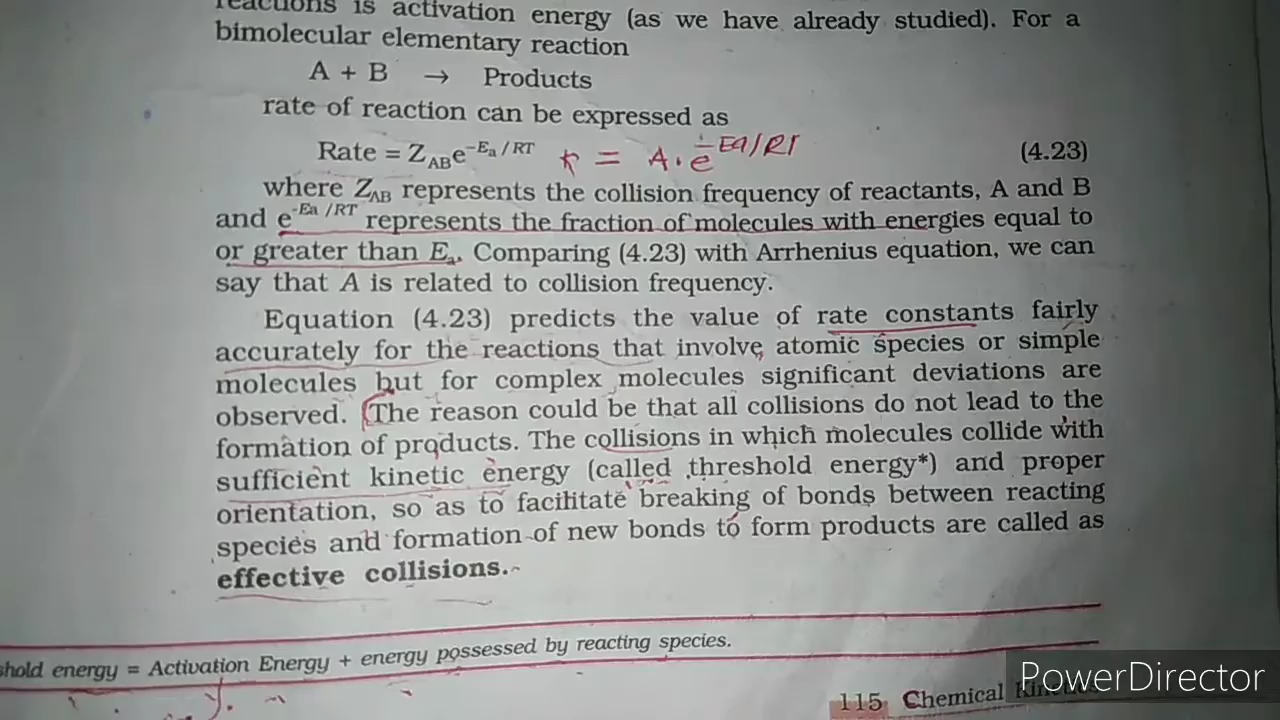 reactions is activation energy (as we have already studied). For a
bimolecular elementary reaction
A + B → Products
rate of reaction can be expressed as
Rate = Z_AB e^-Ea / RT k = A . e^-Ea/RT (4.23)
where Z_AB represents the collision frequency of reactants, A and B
and e^-Ea /RT represents the fraction of molecules with energies equal to
or greater than E_a. Comparing (4.23) with Arrhenius equation, we can
say that A is related to collision frequency.
Equation (4.23) predicts the value of rate constants fairly
accurately for the reactions that involve atomic species or simple
molecules but for complex molecules significant deviations are
observed. The reason could be that all collisions do not lead to the
formation of products. The collisions in which molecules collide with
sufficient kinetic energy (called threshold energy*) and proper
orientation, so as to facilitate breaking of bonds between reacting
species and formation of new bonds to form products are called as
effective collisions.
shold energy = Activation Energy + energy possessed by reacting species.
PowerDirector
115 Chemical Kinetics